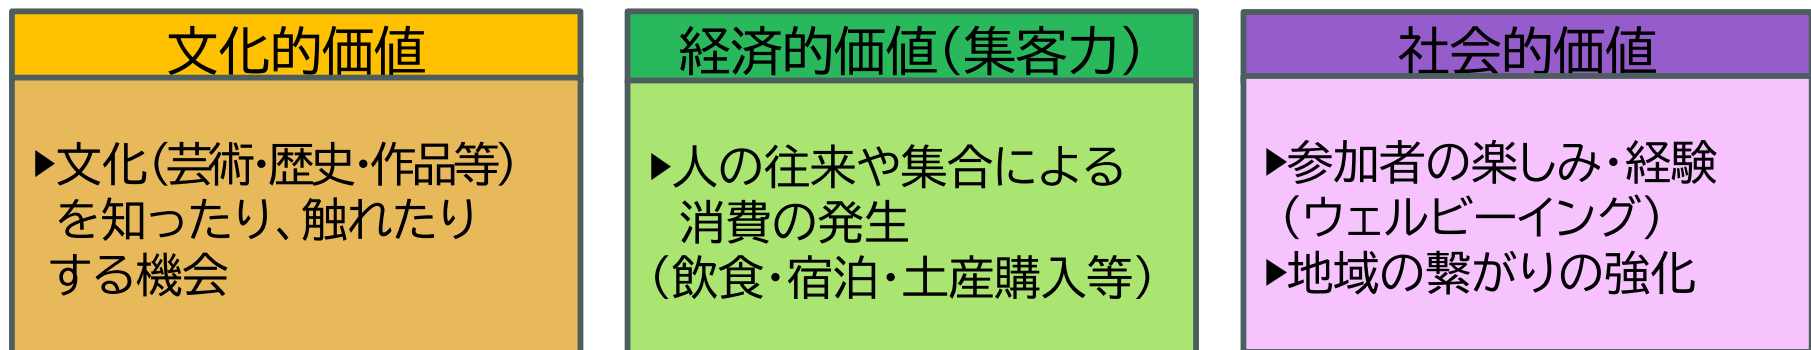 文化的価値
▶文化（芸術・歴史・作品等）
を知ったり、触れたり
する機会
経済的価値（集客力）
▶人の往来や集合による
消費の発生
（飲食・宿泊・土産購入等）
社会的価値
▶参加者の楽しみ・経験
（ウェルビーイング）
▶地域の繋がりの強化